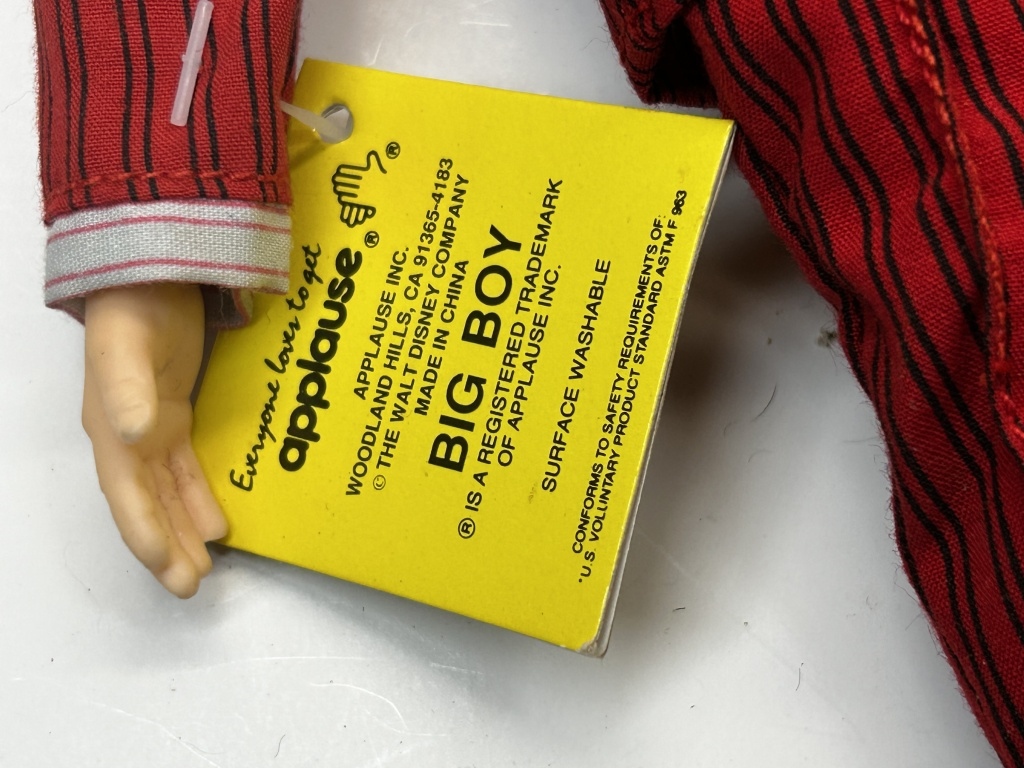 Everyone loves to get
applause®
®
APPLAUSE INC.
WOODLAND HILLS, CA 91365-4183
© THE WALT DISNEY COMPANY
MADE IN CHINA
BIG BOY
® IS A REGISTERED TRADEMARK
OF APPLAUSE INC.
SURFACE WASHABLE
CONFORMS TO SAFETY REQUIREMENTS OF:
*U.S. VOLUNTARY PRODUCT STANDARD ASTM F 963